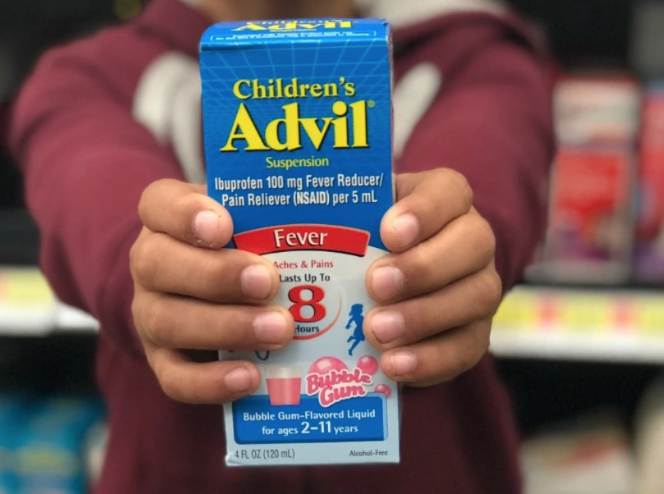 Children's
Advil®
Suspension
Ibuprofen 100 mg Fever Reducer/
Pain Reliever (NSAID) per 5 mL
Fever
Aches & Pains
Lasts Up To
8
Hours
Bubble
Gum
Bubble Gum-Flavored Liquid
for ages 2-11 years
4 FL OZ (120 mL) Alcohol-Free